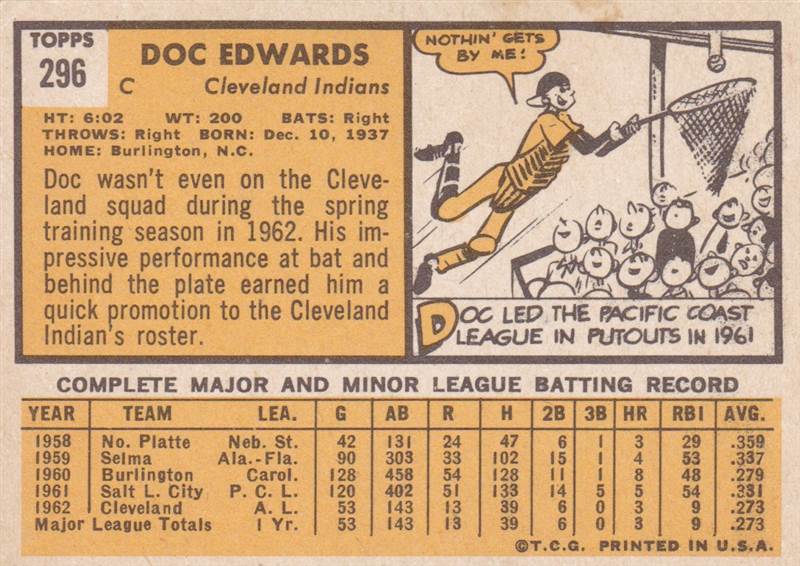 TOPPS
296
DOC EDWARDS
C Cleveland Indians
HT: 6:02 WT: 200 BATS: Right
THROWS: Right BORN: Dec. 10, 1937
HOME: Burlington, N.C.
Doc wasn't even on the Cleve-
land squad during the spring
training season in 1962. His im-
pressive performance at bat and
behind the plate earned him a
quick promotion to the Cleveland
Indian's roster.
NOTHIN' GETS
BY ME!
DOC LED THE PACIFIC COAST
LEAGUE IN PUTOUTS IN 1961
COMPLETE MAJOR AND MINOR LEAGUE BATTING RECORD
YEAR TEAM LEA. G AB R H 2B 3B HR RBI AVG.
1958 No. Platte Neb. St. 42 131 24 47 6 1 3 29 .359
1959 Selma Ala.-Fla. 90 303 33 102 15 1 4 53 .337
1960 Burlington Carol. 128 458 54 128 11 1 8 48 .279
1961 Salt L. City P. C. L. 120 402 51 133 14 5 5 54 .331
1962 Cleveland A. L. 53 143 13 39 6 0 3 9 .273
Major League Totals 1 Yr. 53 143 13 39 6 0 3 9 .273
©T.C.G. PRINTED IN U.S.A.